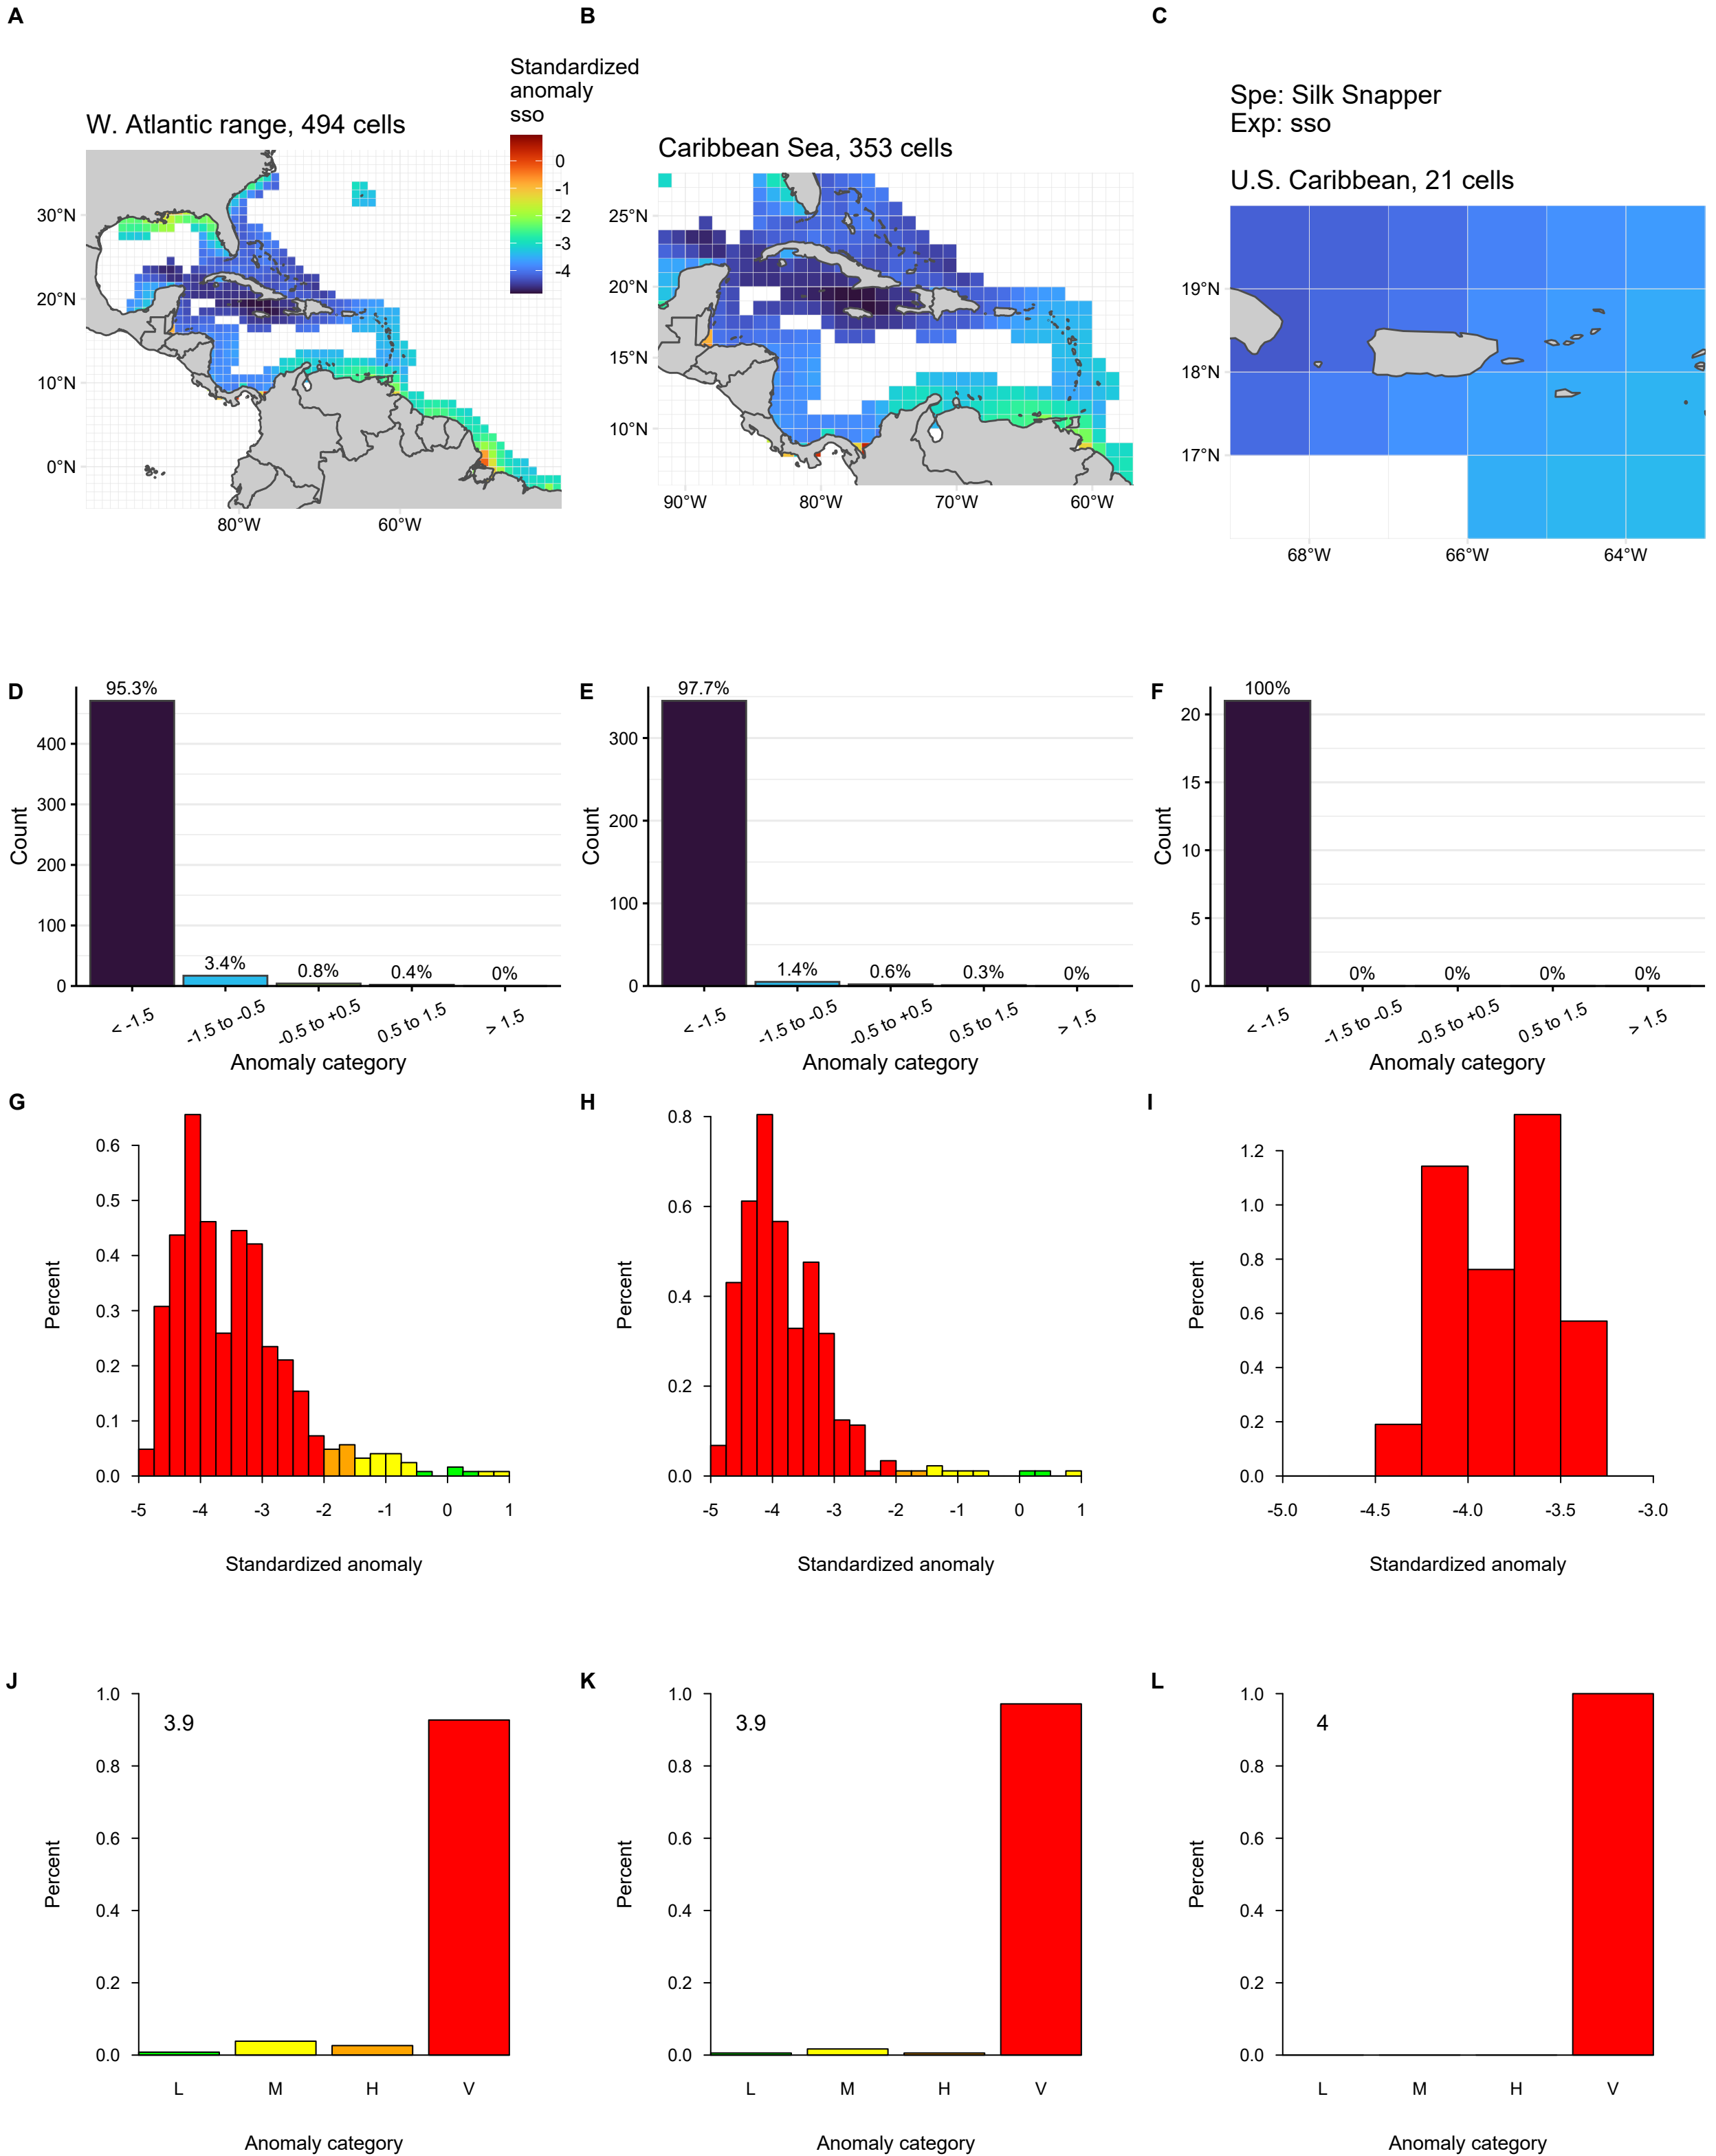 A
B
C
Standardized
anomaly
sso
0
-1
-2
-3
-4
W. Atlantic range, 494 cells
30°N
20°N
10°N
0°N
80°W
60°W
Caribbean Sea, 353 cells
25°N
20°N
15°N
10°N
90°W
80°W
70°W
60°W
Spe: Silk Snapper
Exp: sso
U.S. Caribbean, 21 cells
19°N
18°N
17°N
68°W
66°W
64°W
D
95.3%
3.4%
0.8%
0.4%
0%
400
300
200
100
0
Count
< -1.5
-1.5 to -0.5
-0.5 to +0.5
0.5 to 1.5
> 1.5
Anomaly category
E
97.7%
1.4%
0.6%
0.3%
0%
300
200
100
0
Count
< -1.5
-1.5 to -0.5
-0.5 to +0.5
0.5 to 1.5
> 1.5
Anomaly category
F
100%
0%
0%
0%
0%
20
15
10
5
0
Count
< -1.5
-1.5 to -0.5
-0.5 to +0.5
0.5 to 1.5
> 1.5
Anomaly category
G
0.6
0.5
0.4
0.3
0.2
0.1
0.0
Percent
-5 -4 -3 -2 -1 0 1
Standardized anomaly
H
0.8
0.6
0.4
0.2
0.0
Percent
-5 -4 -3 -2 -1 0 1
Standardized anomaly
I
1.2
1.0
0.8
0.6
0.4
0.2
0.0
Percent
-5.0 -4.5 -4.0 -3.5 -3.0
Standardized anomaly
J
3.9
1.0
0.8
0.6
0.4
0.2
0.0
Percent
L M H V
Anomaly category
K
3.9
1.0
0.8
0.6
0.4
0.2
0.0
Percent
L M H V
Anomaly category
L
4
1.0
0.8
0.6
0.4
0.2
0.0
Percent
L M H V
Anomaly category